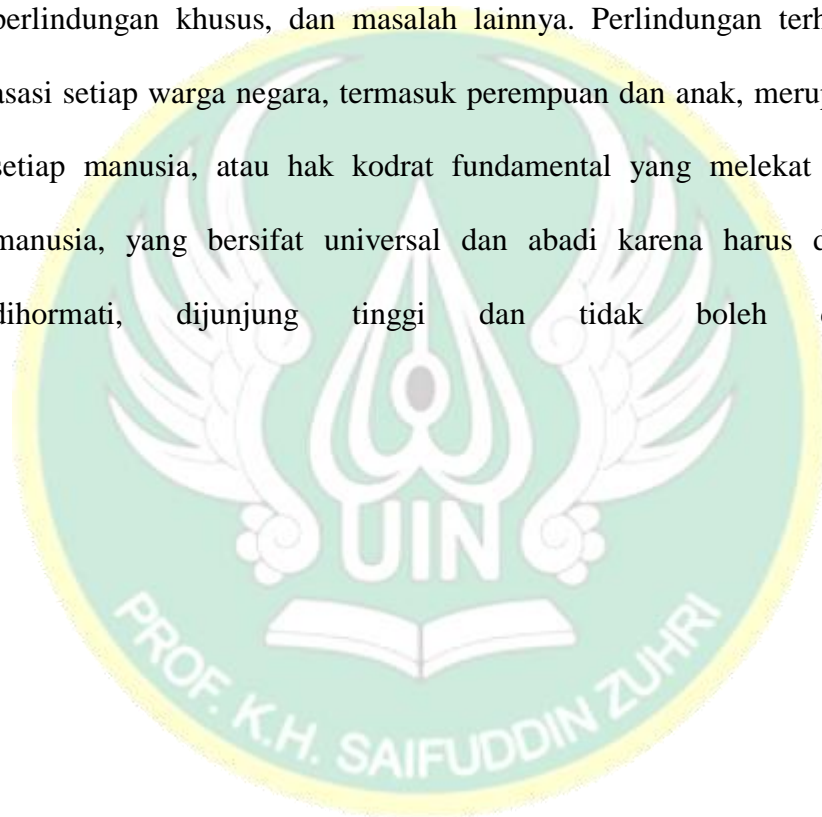 perlindungan khusus, dan masalah lainnya. Perlindungan
asasi setiap warga negara, termasuk perempuan dan anak,
setiap manusia, atau hak kodrat fundamental yang melekat
manusia, yang bersifat universal dan abadi karena harus
dihormati, dijunjung tinggi dan tidak boleh
UIN
PROF. K.H. SAIFUDDIN ZUHRI